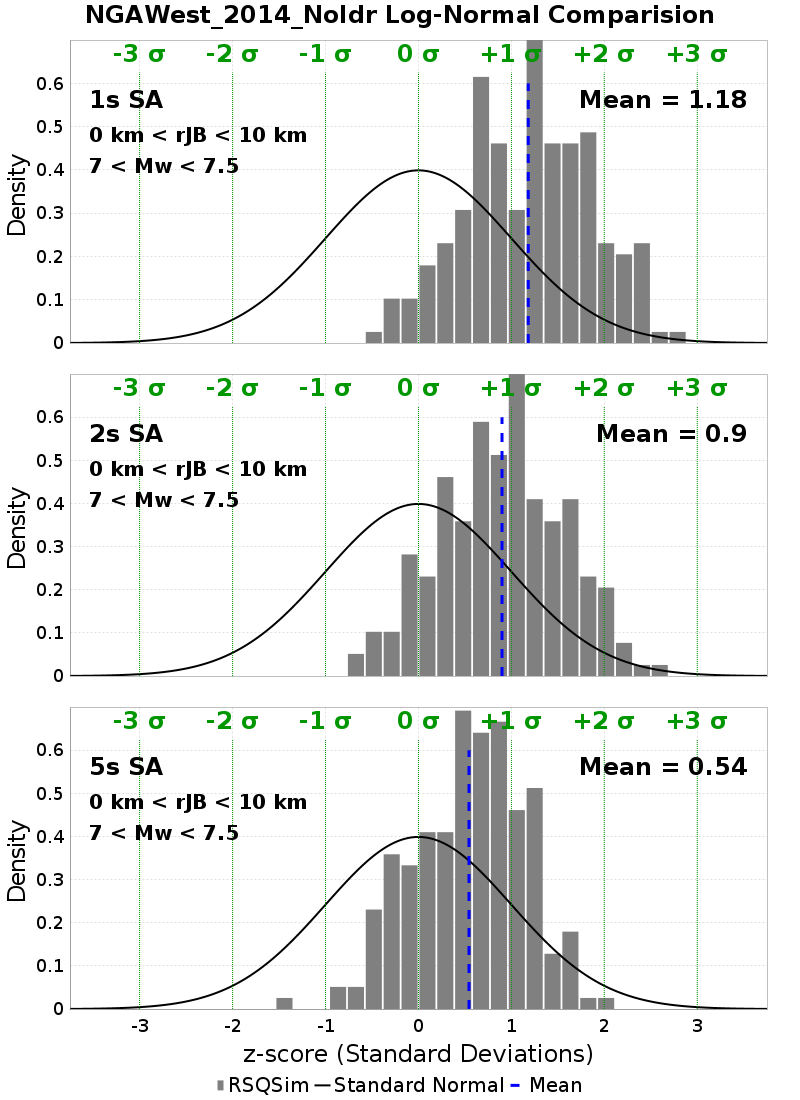 NGAWest_2014_NoIdr Log-Normal Comparision
-3 σ -2 σ -1 σ 0 σ +1 σ +2 σ +3 σ
1s SA Mean = 1.18
0 km < rJB < 10 km
7 < Mw < 7.5
Density
0.6
0.5
0.4
0.3
0.2
0.1
0
-3 σ -2 σ -1 σ 0 σ +1 σ +2 σ +3 σ
2s SA Mean = 0.9
0 km < rJB < 10 km
7 < Mw < 7.5
Density
0.6
0.5
0.4
0.3
0.2
0.1
0
-3 σ -2 σ -1 σ 0 σ +1 σ +2 σ +3 σ
5s SA Mean = 0.54
0 km < rJB < 10 km
7 < Mw < 7.5
Density
0.6
0.5
0.4
0.3
0.2
0.1
0
-3 -2 -1 0 1 2 3
z-score (Standard Deviations)
RSQSim Standard Normal Mean